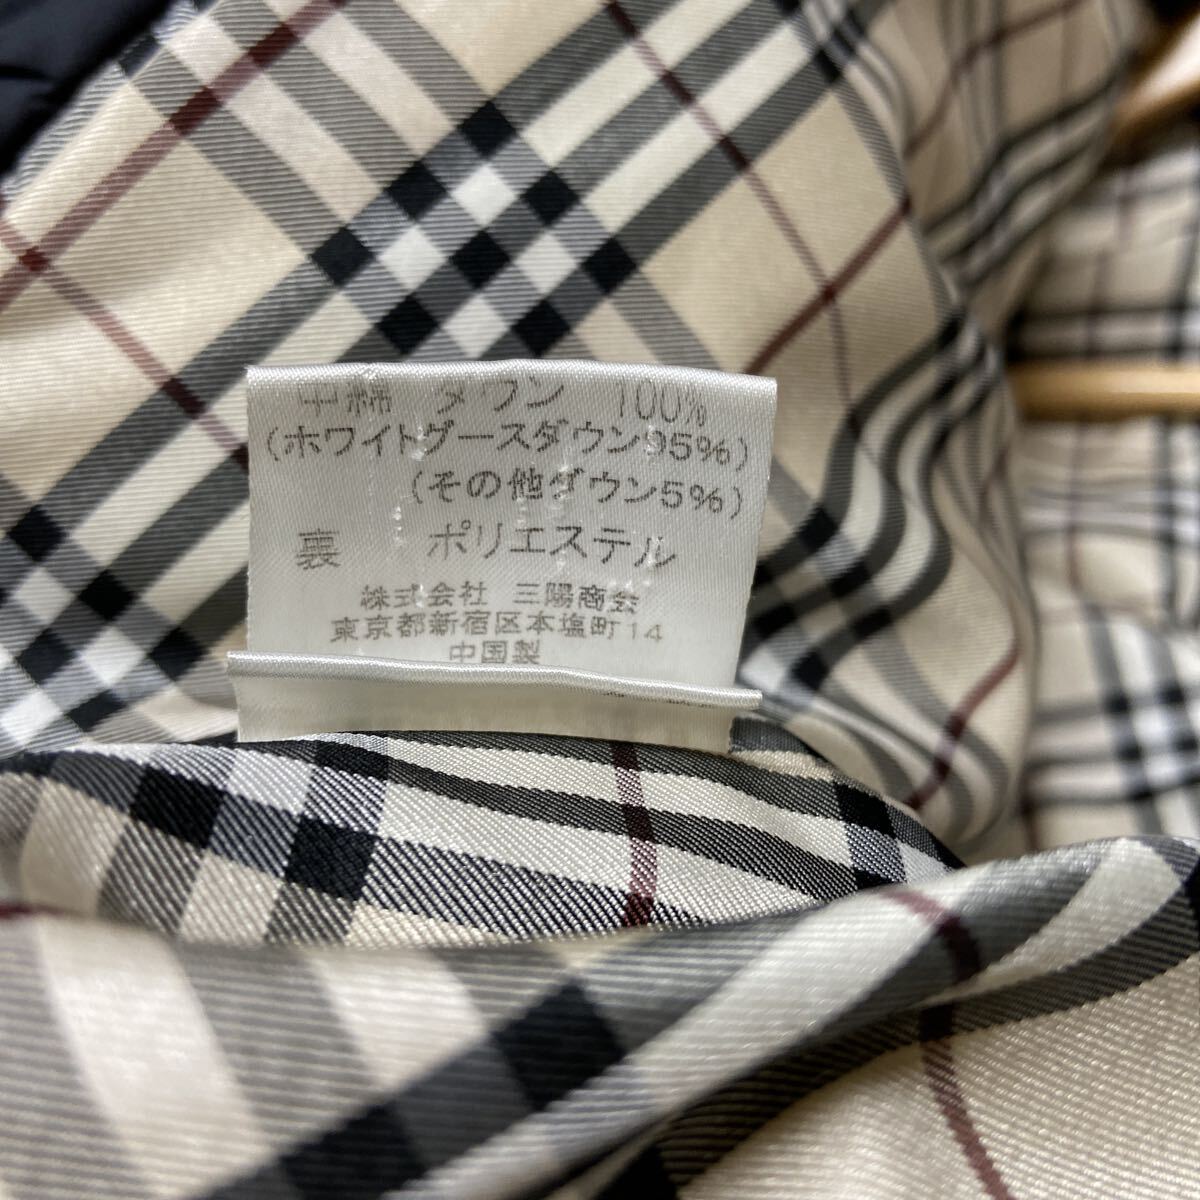 中綿 ダウン 100%
(ホワイトグースダウン95%)
(その他ダウン5%)
裏 ポリエステル
株式会社 三陽商会
東京都新宿区本塩町14
中国製